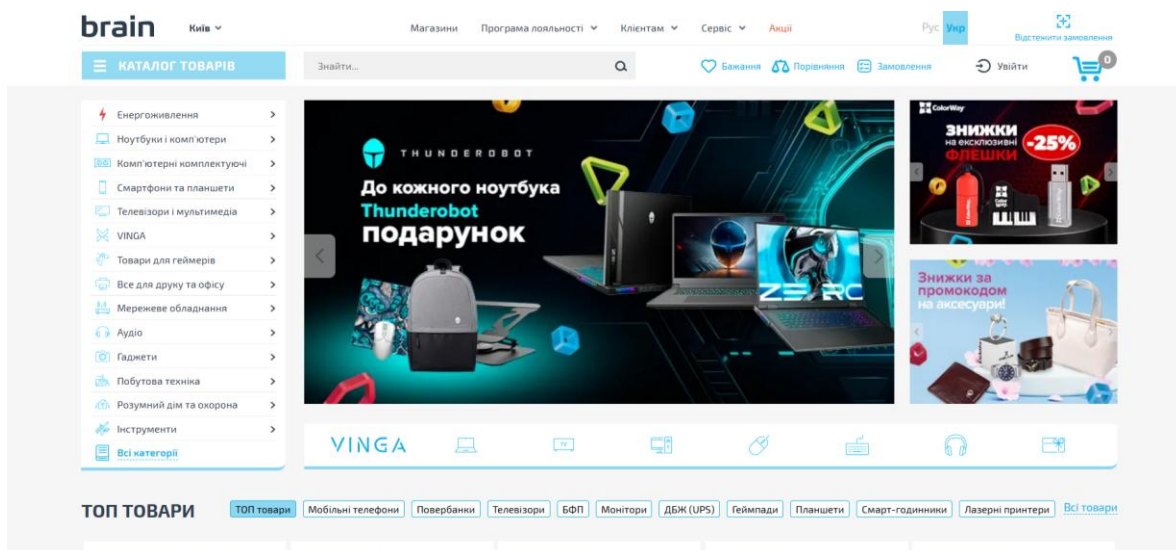 brain
Київ
Магазини
Програма лояльності
Клієнтам
Сервіс
Акції
Рус
Укр
Відстежити замовлення
КАТАЛОГ ТОВАРІВ
Знайти...
Бажання
Порівняння
Замовлення
Увійти
0
Енергоживлення
Ноутбуки і комп'ютери
Комп'ютерні комплектуючі
Смартфони та планшети
Телевізори і мультимедіа
VINGA
Товари для геймерів
Все для друку та офісу
Мережеве обладнання
Аудіо
Гаджети
Побутова техніка
Розумний дім та охорона
Інструменти
Всі категорії
THUNDEROBOT
До кожного ноутбука
Thunderobot
подарунок
ZERO
ColorWay
ЗНИЖКИ
на ексклюзивні
ФЛЕШКИ
-25%
Знижки за
промокодом
на аксесуари!
VINGA
TV
ТОП ТОВАРИ
ТОП товари
Мобільні телефони
Повербанки
Телевізори
БФП
Монітори
ДБЖ (UPS)
Геймпади
Планшети
Смарт-годинники
Лазерні принтери
Всі товари